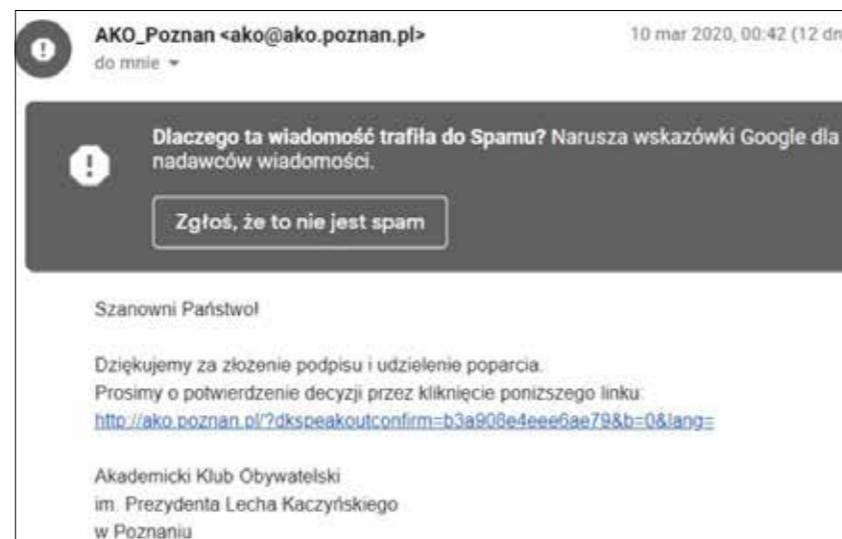 AKO_Poznan <ako@ako.poznan.pl>
10 mar 2020, 00:42 (12 dn
do mnie
Dlaczego ta wiadomość trafiła do Spamu? Narusza wskazówki Google dla
nadawców wiadomości.
Zgłoś, że to nie jest spam
Szanowni Państwo!
Dziękujemy za złożenie podpisu i udzielenie poparcia.
Prosimy o potwierdzenie decyzji przez kliknięcie poniższego linku:
http://ako.poznan.pl/?dkspeakoutconfirm=b3a908e4eee6ae79&b=0&lang=
Akademicki Klub Obywatelski
im. Prezydenta Lecha Kaczyńskiego
w Poznaniu